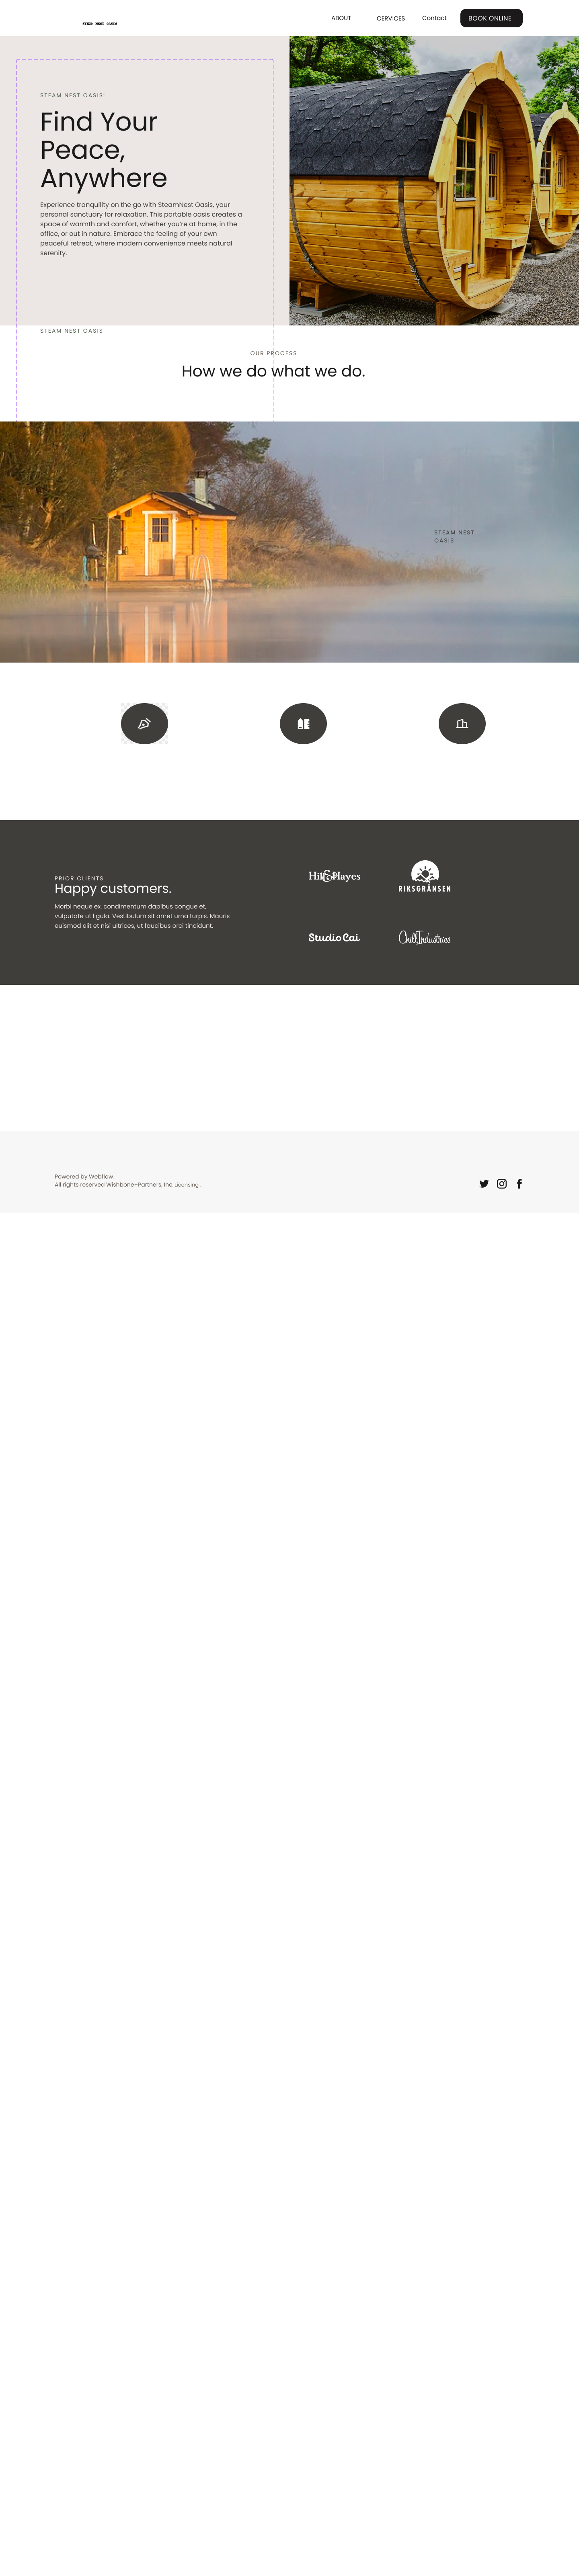 STEAM NEST OASIS
ABOUT
CERVICES
Contact
BOOK ONLINE
STEAM NEST OASIS:
Find Your
Peace,
Anywhere
Experience tranquility on the go with SteamNest Oasis, your
personal sanctuary for relaxation. This portable oasis creates a
space of warmth and comfort, whether you're at home, in the
office, or out in nature. Embrace the feeling of your own
peaceful retreat, where modern convenience meets natural
serenity.
STEAM NEST OASIS
OUR PROCESS
How we do what we do.
STEAM NEST
OASIS
PRIOR CLIENTS
Happy customers.
Morbi neque ex, condimentum dapibus congue et,
vulputate ut ligula. Vestibulum sit amet urna turpis. Mauris
euismod elit et nisi ultrices, ut faucibus orci tincidunt.
Hill&Hayes
RIKSGRÄNSEN
Studio Cai
Chill Industries
Powered by Webflow.
All rights reserved Wishbone+Partners, Inc. Licensing .